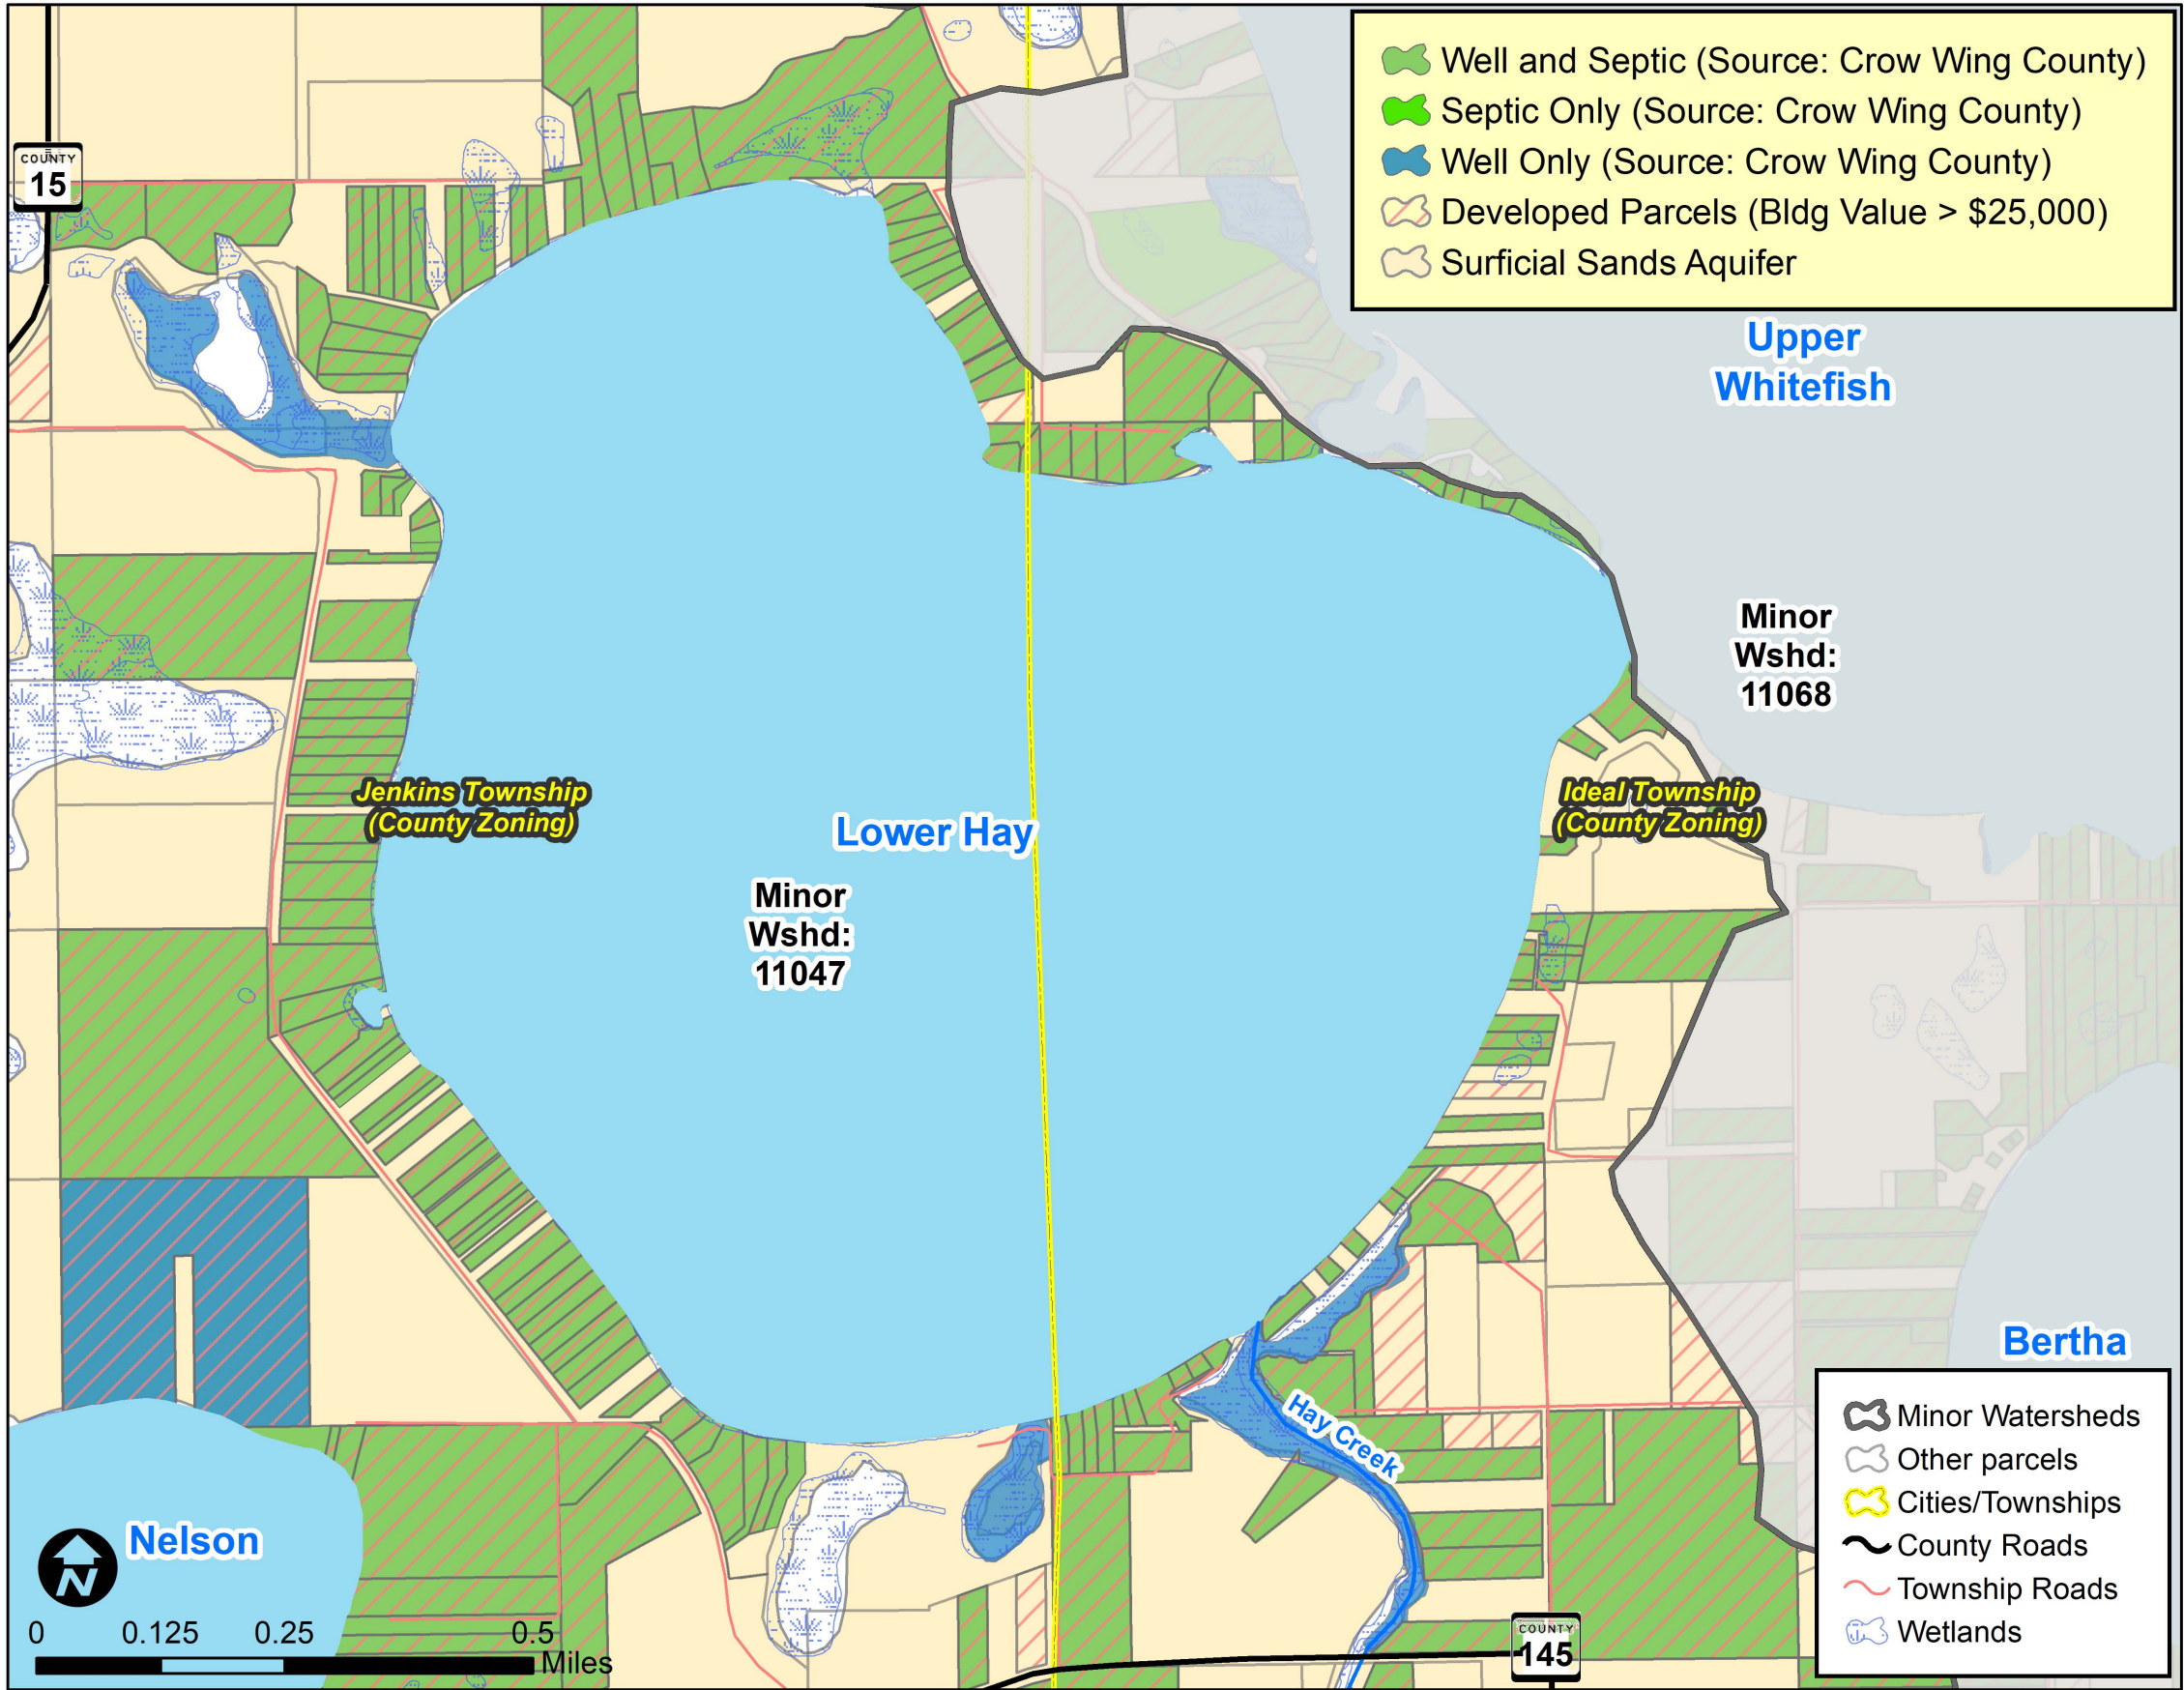 Well and Septic (Source: Crow Wing County)
Septic Only (Source: Crow Wing County)
Well Only (Source: Crow Wing County)
Developed Parcels (Bldg Value > $25,000)
Surficial Sands Aquifer
COUNTY
15
Upper
Whitefish
Minor
Wshd:
11068
Jenkins Township
(County Zoning)
Ideal Township
(County Zoning)
Lower Hay
Minor
Wshd:
11047
Bertha
Hay Creek
Minor Watersheds
Other parcels
Cities/Townships
County Roads
Township Roads
Wetlands
Nelson
N
0 0.125 0.25 0.5
Miles
COUNTY
145